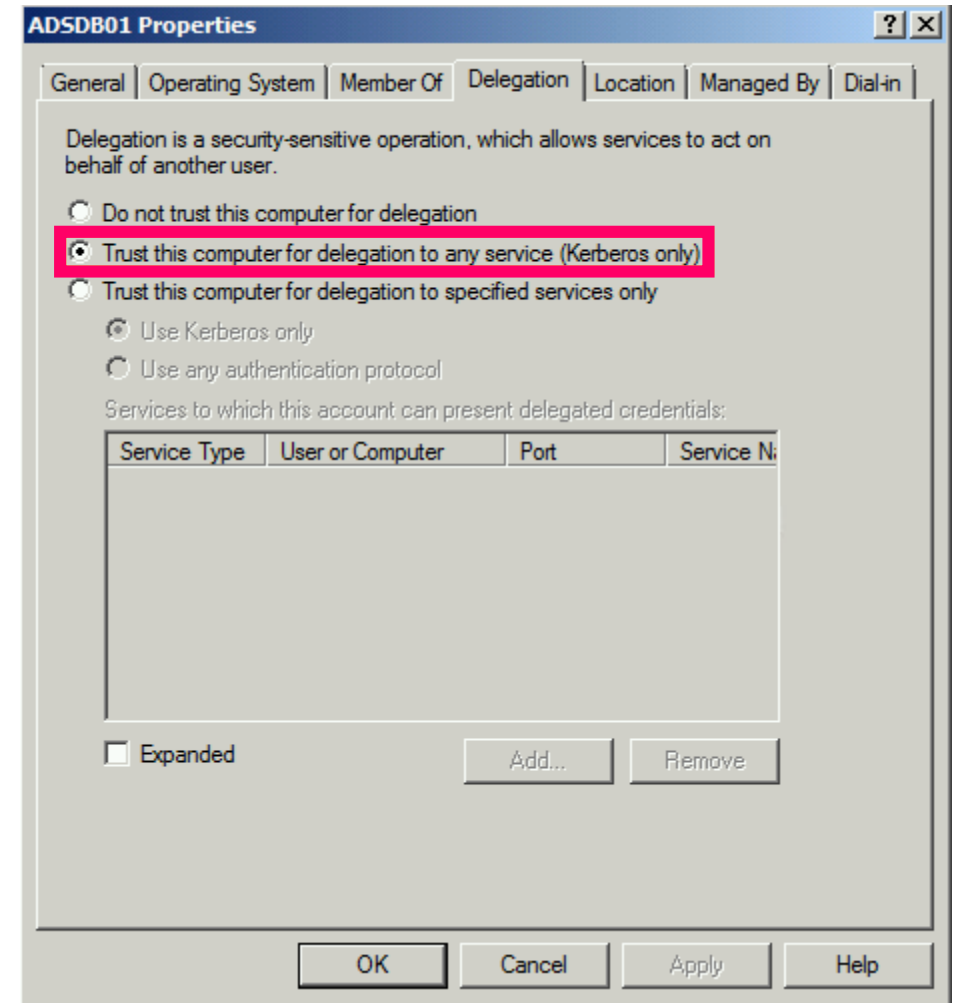 ADSDB01 Properties
General Operating System Member Of Delegation Location Managed By Dial-in
Delegation is a security-sensitive operation, which allows services to act on
behalf of another user.
Do not trust this computer for delegation
Trust this computer for delegation to any service (Kerberos only)
Trust this computer for delegation to specified services only
Use Kerberos only
Use any authentication protocol
Services to which this account can present delegated credentials:
Service Type User or Computer Port Service
Expanded Add... Remove
OK Cancel Apply Help